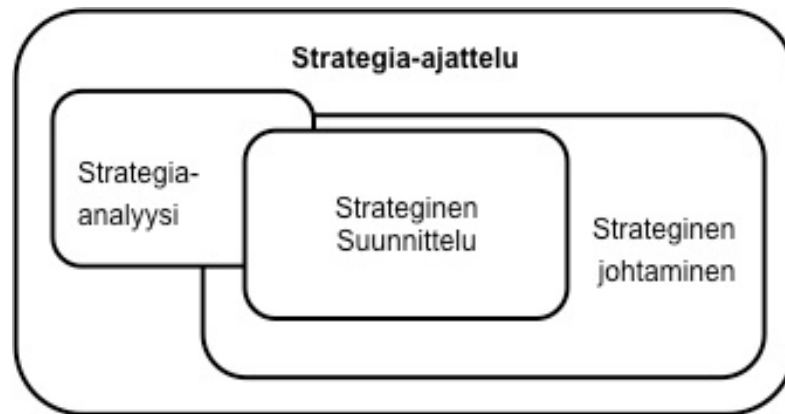 Strategia-ajattelu
Strategia-
analyysi
Strateginen
Suunnittelu
Strateginen
johtaminen